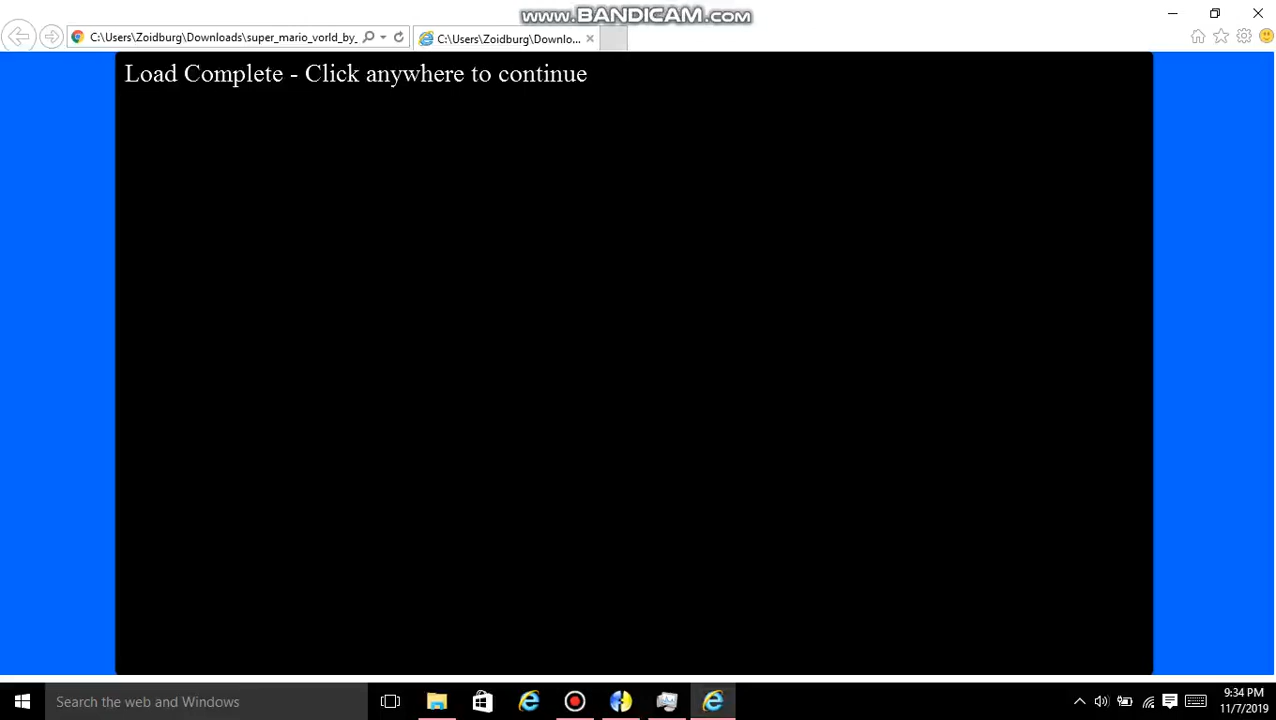 www.BANDICAM.com
C:\Users\Zoidburg\Downloads\super_mario_vorld_by_
C:\Users\Zoidburg\Downlo...
Load Complete - Click anywhere to continue
Search the web and Windows
9:34 PM
11/7/2019